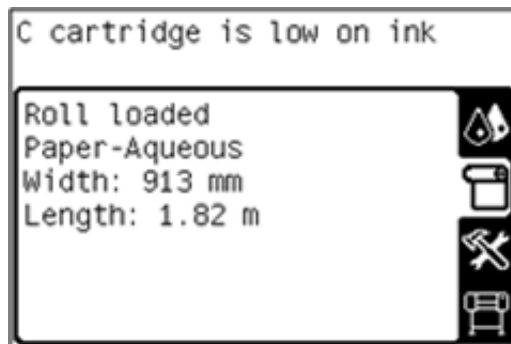 C cartridge is low on ink
Roll loaded
Paper-Aqueous
Width: 913 mm
Length: 1.82 m